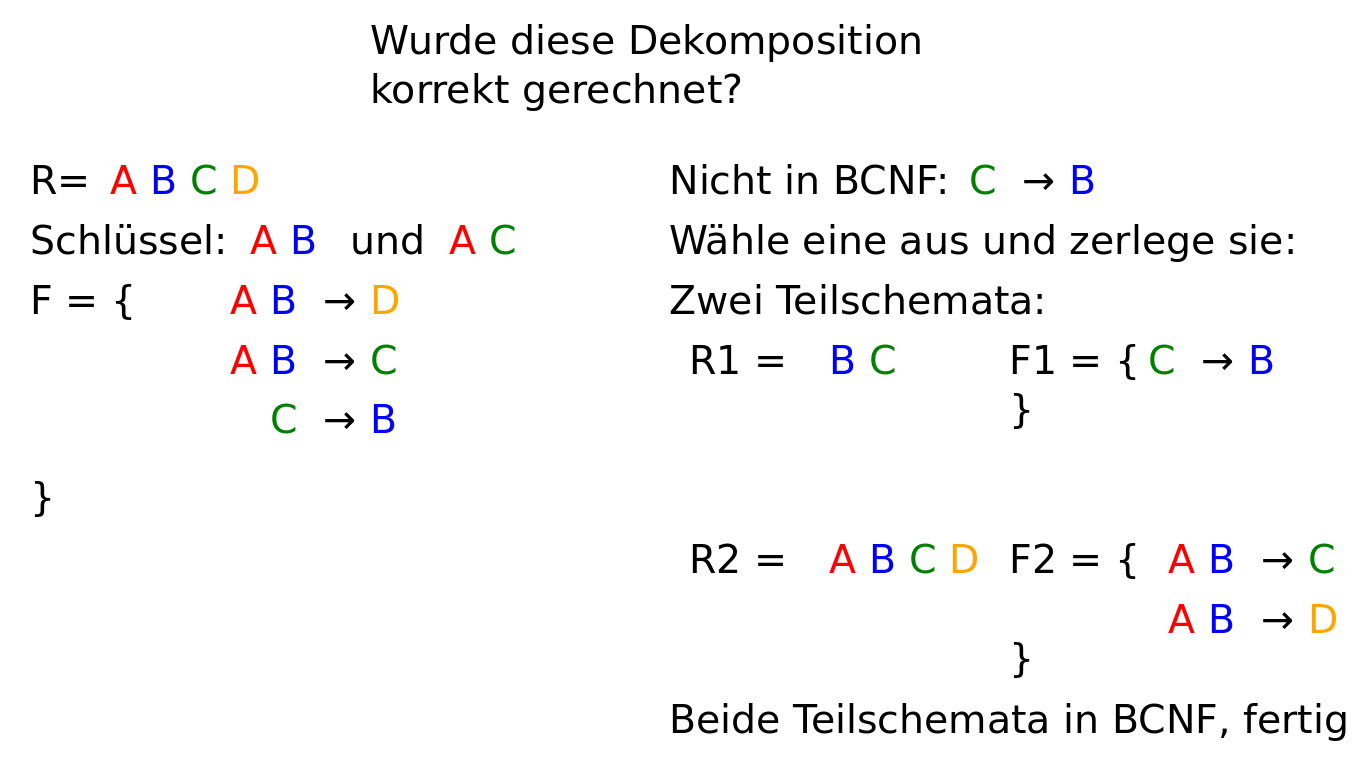 Wurde diese Dekomposition
korrekt gerechnet?
R= A B C D
Schlüssel: A B und A C
F = { A B → D
A B → C
C → B
}
Nicht in BCNF: C → B
Wähle eine aus und zerlege sie:
Zwei Teilschemata:
R1 = B C F1 = { C → B
}
R2 = A B C D F2 = { A B → C
A B → D
}
Beide Teilschemata in BCNF, fertig